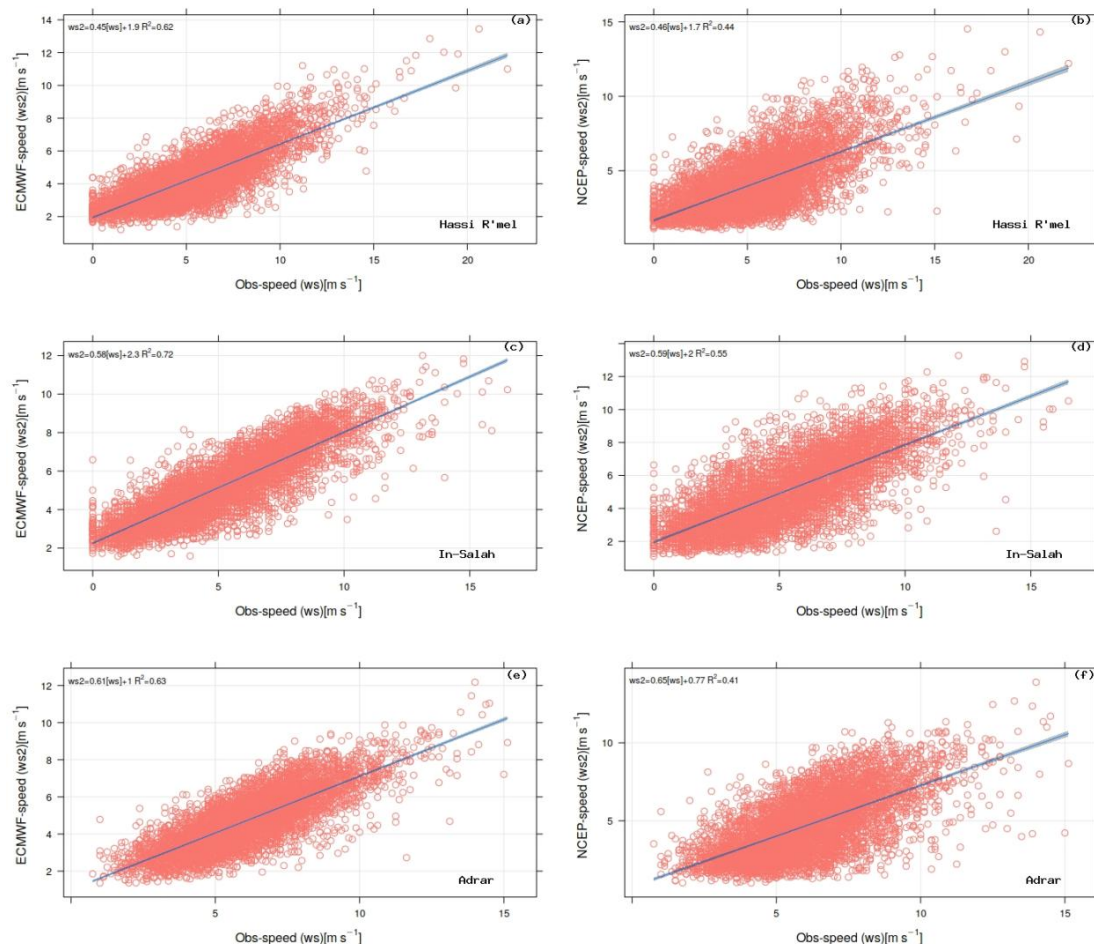 (a)
ws2=0.45[ws]+1.9 R²=0.62
14
12
10
8
6
4
2
ECMWF-speed (ws2)[m s⁻¹]
Hassi R'mel
0 5 10 15 20
Obs-speed (ws)[m s⁻¹]
(b)
ws2=0.46[ws]+1.7 R²=0.44
15
10
5
NCEP-speed (ws2)[m s⁻¹]
Hassi R'mel
0 5 10 15 20
Obs-speed (ws)[m s⁻¹]
(c)
ws2=0.58[ws]+2.3 R²=0.72
12
10
8
6
4
2
ECMWF-speed (ws2)[m s⁻¹]
In-Salah
0 5 10 15
Obs-speed (ws)[m s⁻¹]
(d)
ws2=0.59[ws]+2 R²=0.55
12
10
8
6
4
2
NCEP-speed (ws2)[m s⁻¹]
In-Salah
0 5 10 15
Obs-speed (ws)[m s⁻¹]
(e)
ws2=0.61[ws]+1 R²=0.63
12
10
8
6
4
2
ECMWF-speed (ws2)[m s⁻¹]
Adrar
5 10 15
Obs-speed (ws)[m s⁻¹]
(f)
ws2=0.65[ws]+0.77 R²=0.41
10
5
NCEP-speed (ws2)[m s⁻¹]
Adrar
5 10 15
Obs-speed (ws)[m s⁻¹]